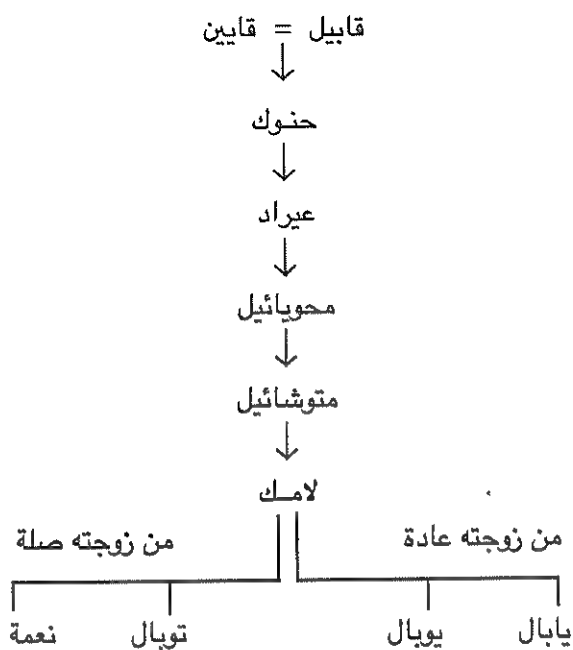 قابيل = قايين
حنوك
عيراد
محويائيل
متوشائيل
لامك
من زوجته عادة
من زوجته صلة
يابال
يوبال
توبال
نعمة